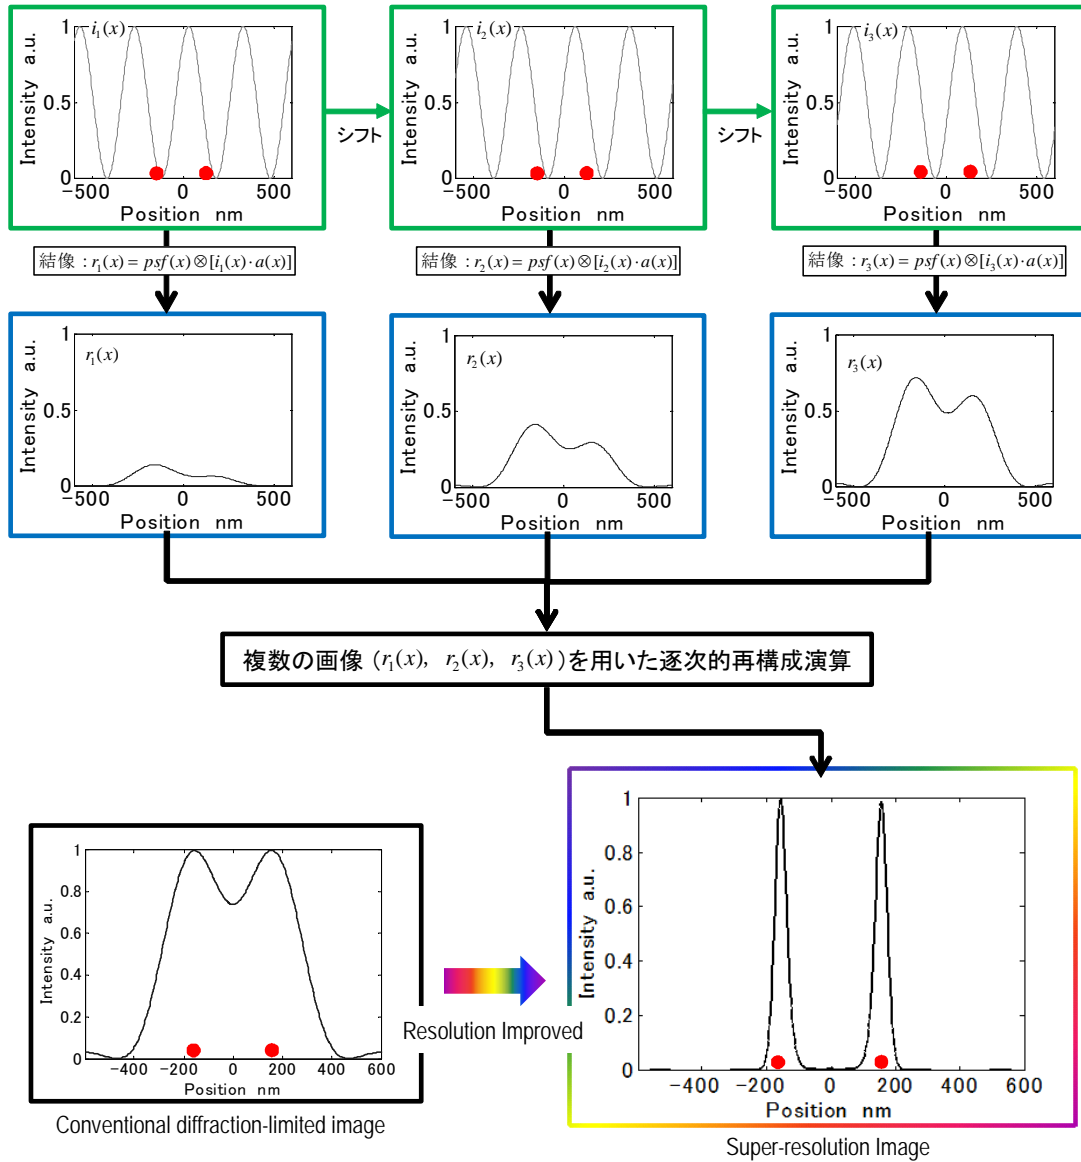 i₁(x)
Intensity a.u.
1
0.5
0
−500 0 500
Position nm
シフト
i₂(x)
Intensity a.u.
1
0.5
0
−500 0 500
Position nm
シフト
i₃(x)
Intensity a.u.
1
0.5
0
−500 0 500
Position nm
結像：r₁(x) = psf(x)⊗[i₁(x)·a(x)]
結像：r₂(x) = psf(x)⊗[i₂(x)·a(x)]
結像：r₃(x) = psf(x)⊗[i₃(x)·a(x)]
r₁(x)
Intensity a.u.
1
0.5
0
−500 0 500
Position nm
r₂(x)
Intensity a.u.
1
0.5
0
−500 0 500
Position nm
r₃(x)
Intensity a.u.
1
0.5
0
−500 0 500
Position nm
複数の画像（r₁(x), r₂(x), r₃(x)）を用いた逐次的再構成演算
Intensity a.u.
1
0.8
0.6
0.4
0.2
0
−400 −200 0 200 400 600
Position nm
Conventional diffraction-limited image
Resolution Improved
Intensity a.u.
1
0.8
0.6
0.4
0.2
0
−400 −200 0 200 400 600
Position nm
Super-resolution Image